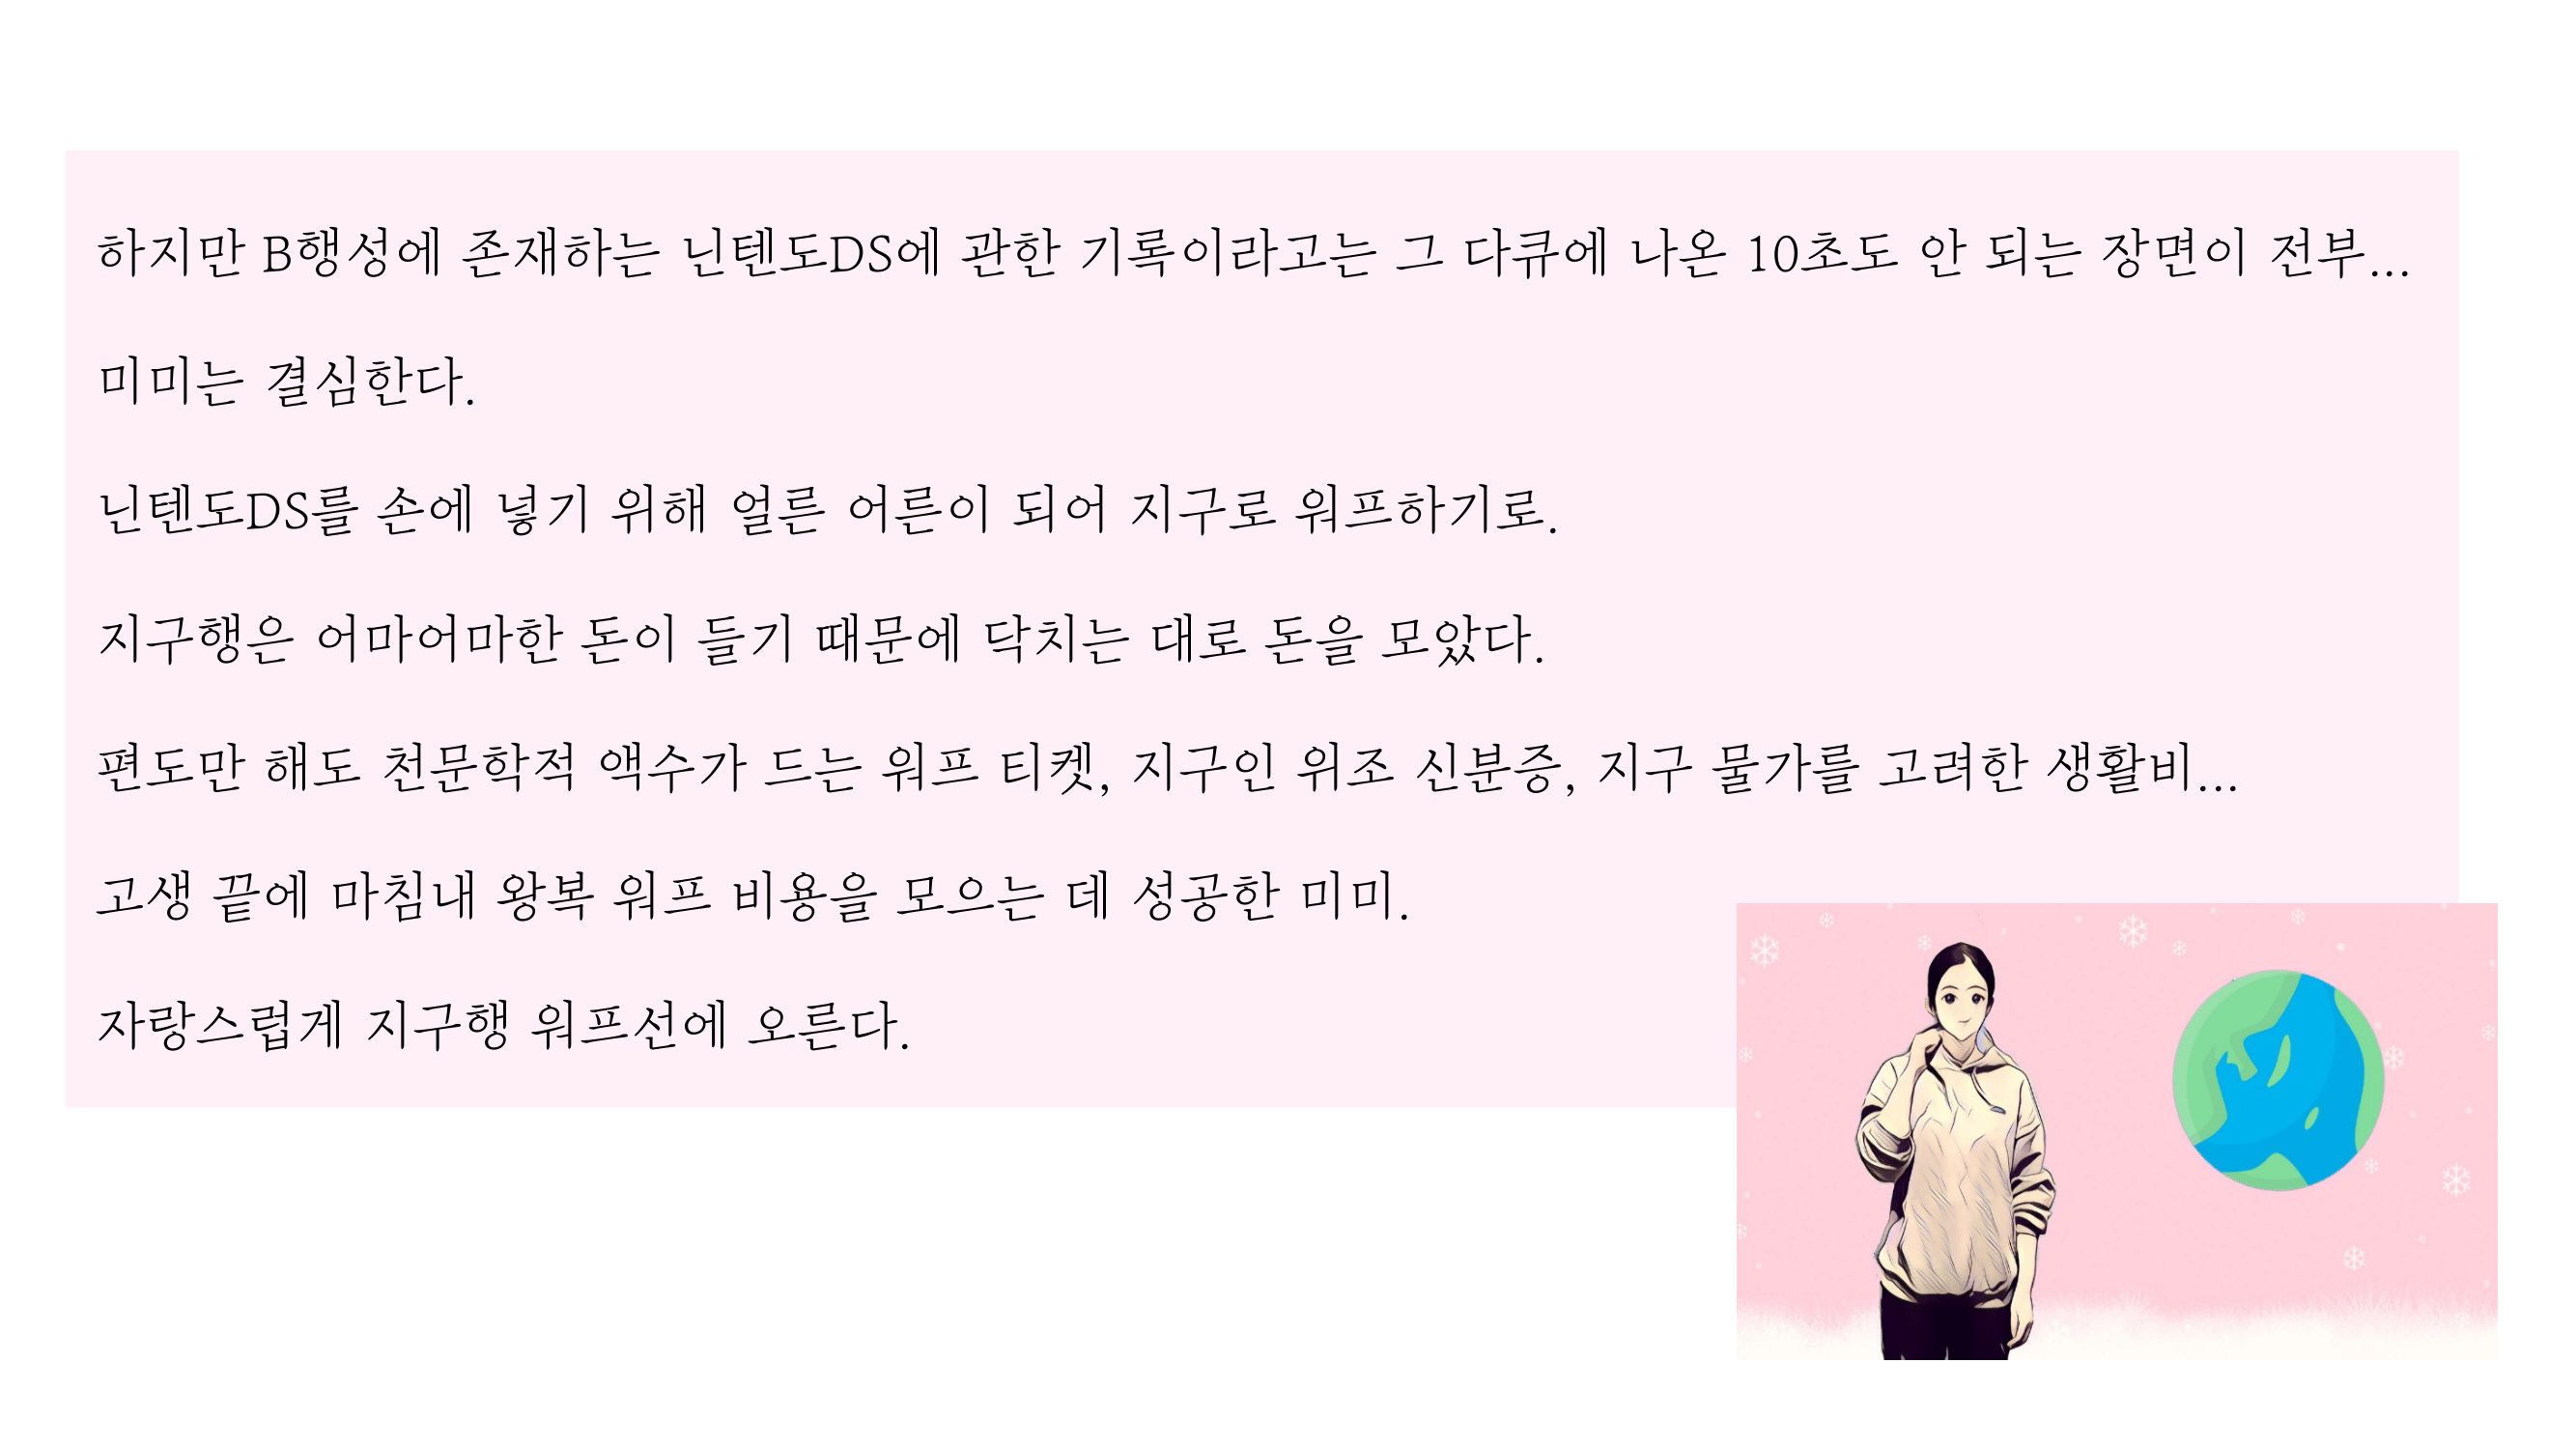 하지만 B행성에 존재하는 닌텐도DS에 관한 기록이라고는 그 다큐에 나온 10초도 안 되는 장면이 전부...
미미는 결심한다.
닌텐도DS를 손에 넣기 위해 얼른 어른이 되어 지구로 워프하기로.
지구행은 어마어마한 돈이 들기 때문에 닥치는 대로 돈을 모았다.
편도만 해도 천문학적 액수가 드는 워프 티켓, 지구인 위조 신분증, 지구 물가를 고려한 생활비...
고생 끝에 마침내 왕복 워프 비용을 모으는 데 성공한 미미.
자랑스럽게 지구행 워프선에 오른다.